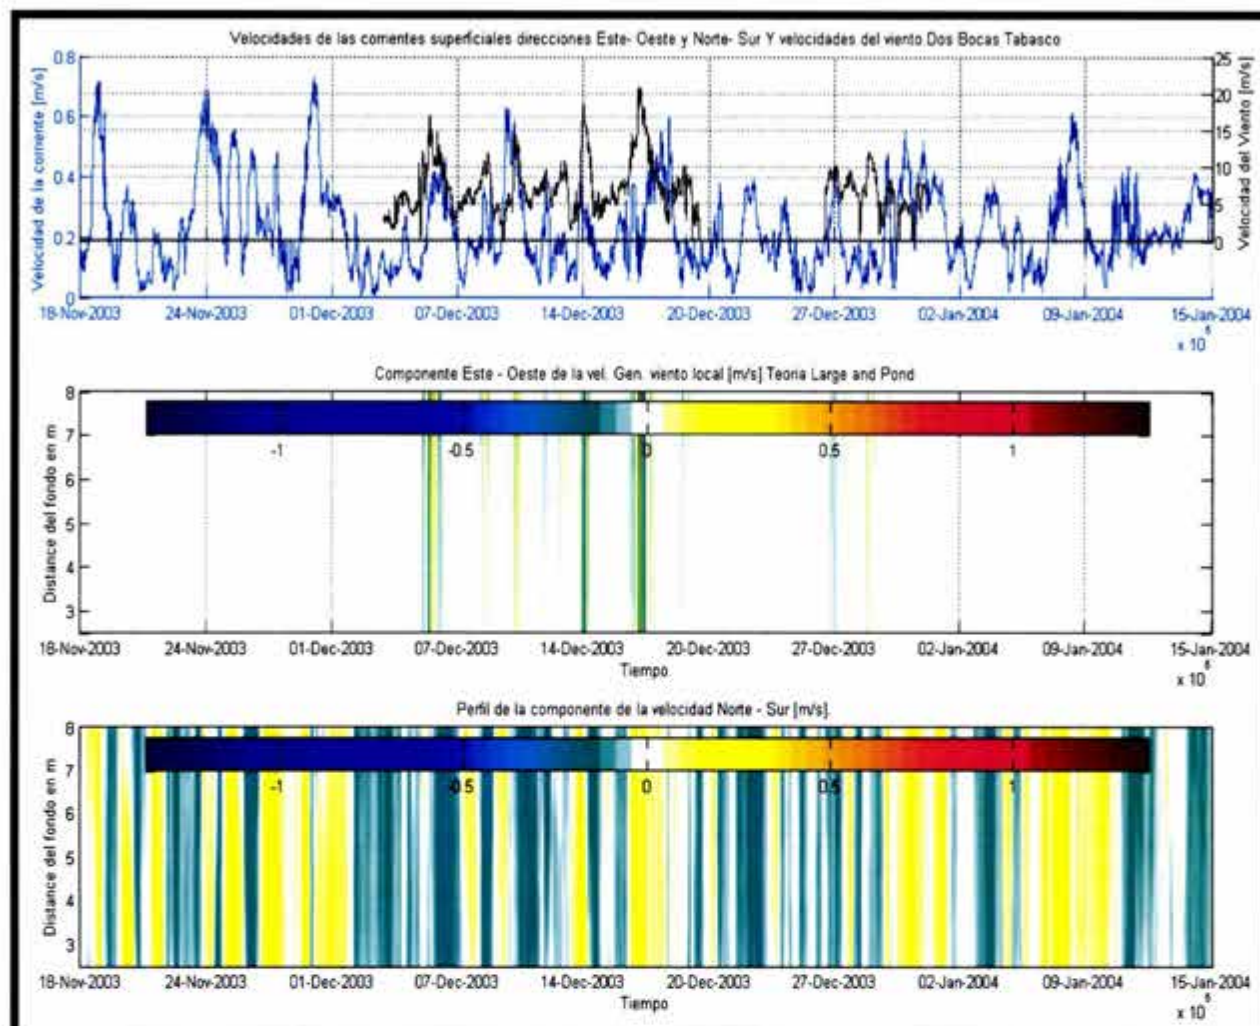 Velocidades de las corrientes superficiales direcciones Este- Oeste y Norte- Sur Y velocidades del viento Dos Bocas Tabasco
Velocidad de la corriente [m/s]
0.8
0.6
0.4
0.2
0
25
20
15
10
5
0
Velocidad del Viento [m/s]
18-Nov-2003 24-Nov-2003 01-Dec-2003 07-Dec-2003 14-Dec-2003 20-Dec-2003 27-Dec-2003 02-Jan-2004 09-Jan-2004 15-Jan-2004
Componente Este - Oeste de la vel. Gen. viento local [m/s] Teoria Large and Pond
Distance del fondo en m
8
7
6
5
4
3
-1 -0.5 0 0.5 1
18-Nov-2003 24-Nov-2003 01-Dec-2003 07-Dec-2003 14-Dec-2003 20-Dec-2003 27-Dec-2003 02-Jan-2004 09-Jan-2004 15-Jan-2004
Tiempo
Perfil de la componente de la velocidad Norte - Sur [m/s]
Distance del fondo en m
8
7
6
5
4
3
-1 -0.5 0 0.5 1
18-Nov-2003 24-Nov-2003 01-Dec-2003 07-Dec-2003 14-Dec-2003 20-Dec-2003 27-Dec-2003 02-Jan-2004 09-Jan-2004 15-Jan-2004
Tiempo